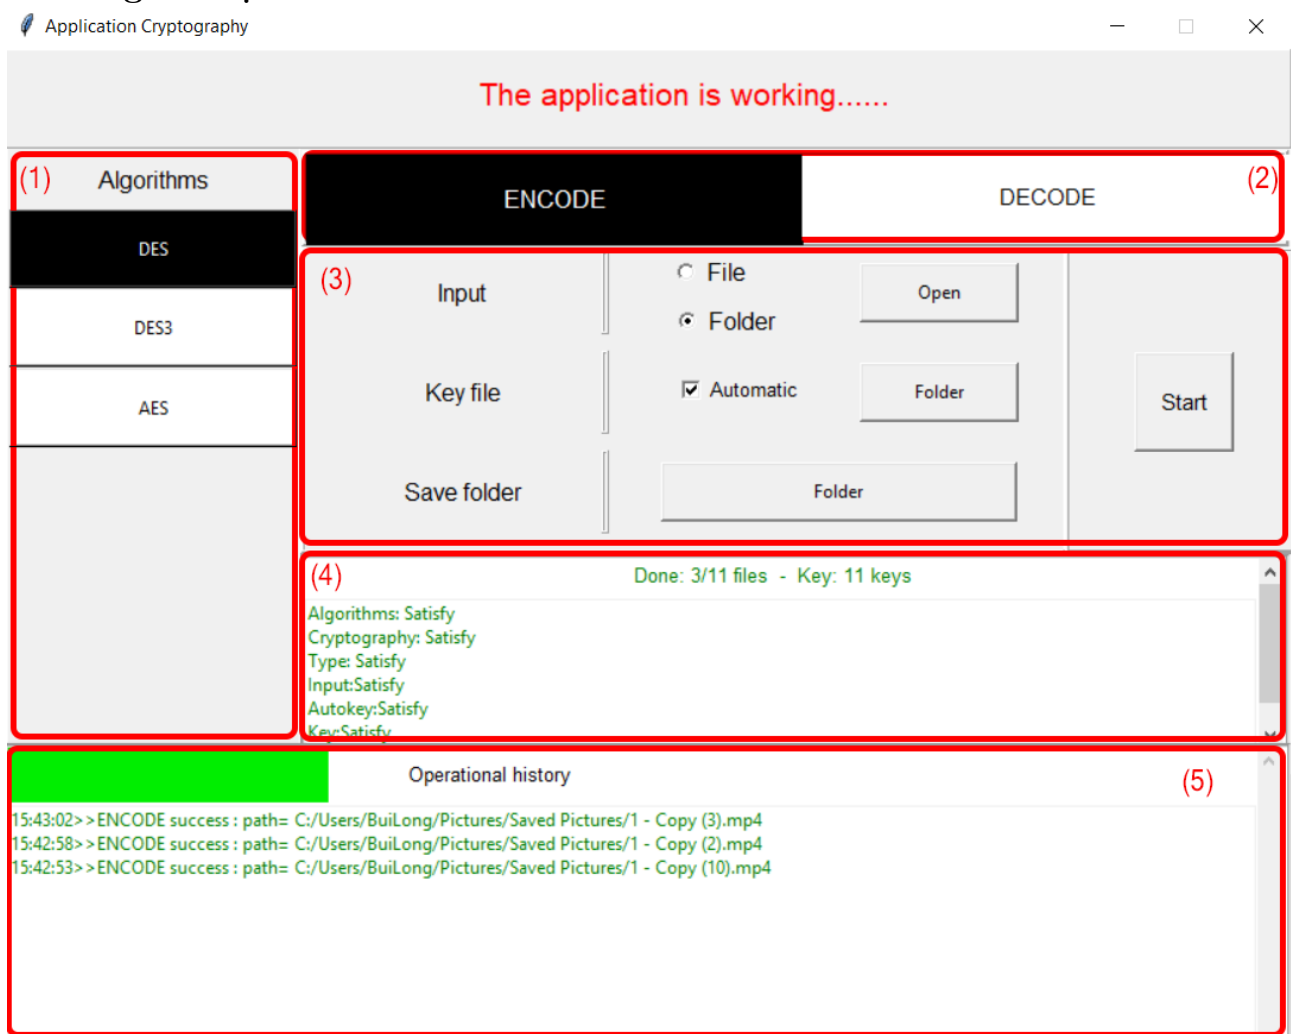 Application Cryptography
The application is working......
(1) Algorithms
DES
DES3
AES
ENCODE
DECODE
(2)
(3)
Input
File
Folder
Open
Key file
Automatic
Folder
Save folder
Folder
Start
(4)
Done: 3/11 files - Key: 11 keys
Algorithms: Satisfy
Cryptography: Satisfy
Type: Satisfy
Input:Satisfy
Autokey:Satisfy
Key:Satisfy
Operational history
(5)
15:43:02>>ENCODE success : path= C:/Users/BuiLong/Pictures/Saved Pictures/1 - Copy (3).mp4
15:42:58>>ENCODE success : path= C:/Users/BuiLong/Pictures/Saved Pictures/1 - Copy (2).mp4
15:42:53>>ENCODE success : path= C:/Users/BuiLong/Pictures/Saved Pictures/1 - Copy (10).mp4